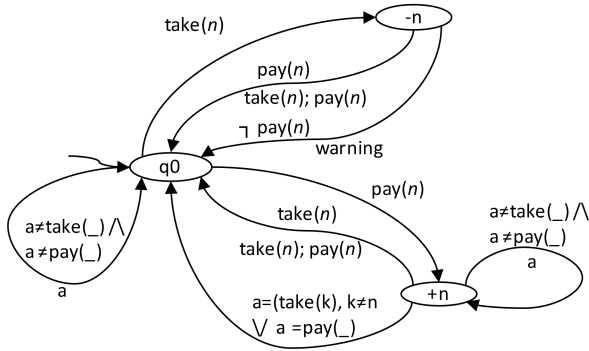 -n
take(n)
pay(n)
take(n); pay(n)
┐ pay(n)
warning
q0
pay(n)
take(n)
take(n); pay(n)
a≠take(_) /\
a ≠pay(_)
a
a≠take(_) /\
a ≠pay(_)
a
a=(take(k), k≠n
\/ a =pay(_)
+n